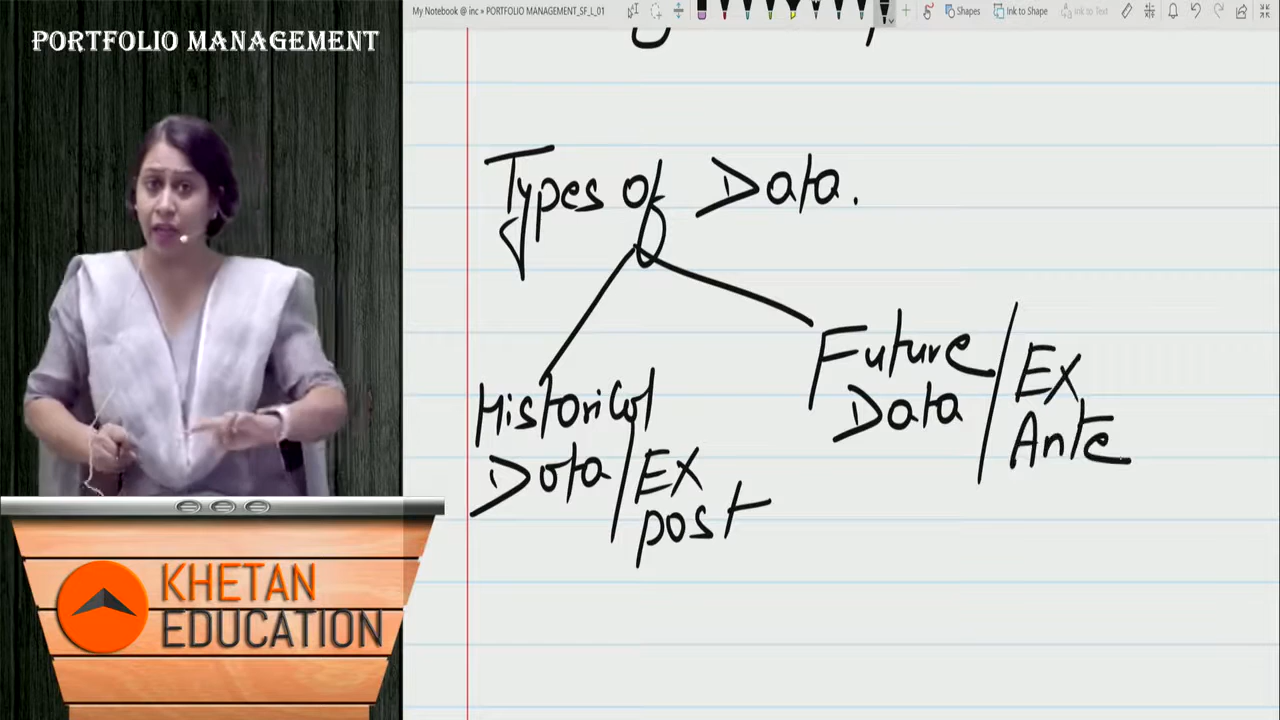 PORTFOLIO MANAGEMENT
My Notebook @ inc » PORTFOLIO MANAGEMENT_SF_L_01
Shapes
Ink to Shape
Ink to Text
Types of Data.
Historical
Data / Ex
post
Future / Ex
Data
Ante
KHETAN
EDUCATION